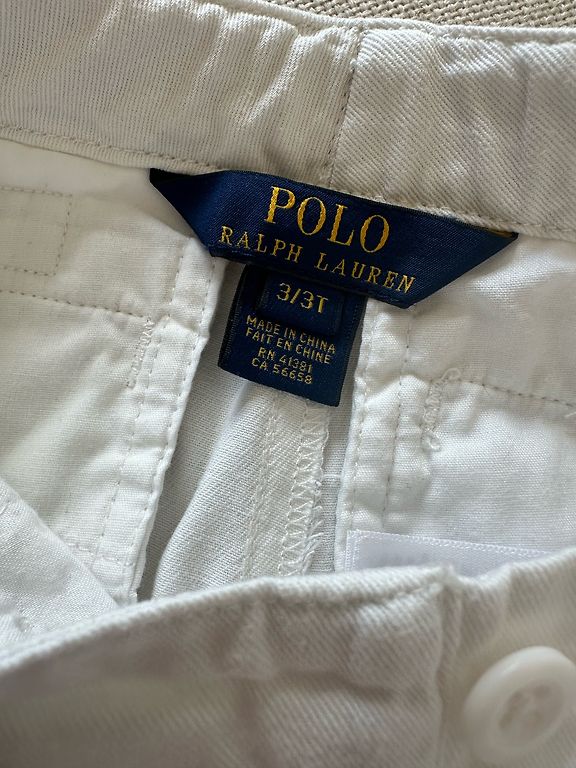 POLO
RALPH LAUREN
3/3T
MADE IN CHINA
FAIT EN CHINE
RN 41381
CA 56658